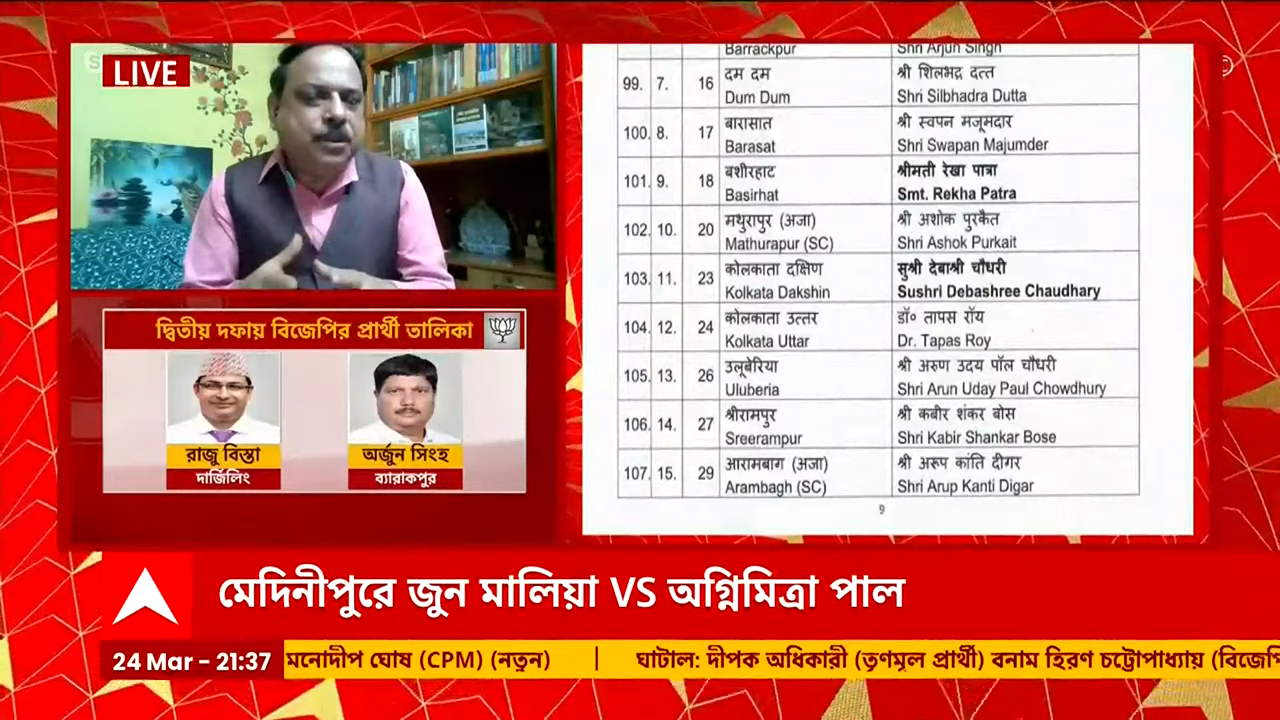 LIVE
দ্বিতীয় দফায় বিজেপির প্রার্থী তালিকা
রাজু বিস্তা
দার্জিলিং
অর্জুন সিংহ
ব্যারাকপুর
Barrackpur Shri Arjun Singh
99. 7. 16 दम दम श्री शिलभद्र दत्त
Dum Dum Shri Silbhadra Dutta
100. 8. 17 बारासात श्री स्वपन मजूमदार
Barasat Shri Swapan Majumder
101. 9. 18 बशीरहाट श्रीमती रेखा पात्रा
Basirhat Smt. Rekha Patra
102. 10. 20 मथुरापुर (अजा) श्री अशोक पुरकैत
Mathurapur (SC) Shri Ashok Purkait
103. 11. 23 कोलकाता दक्षिण सुश्री देबाश्री चौधरी
Kolkata Dakshin Sushri Debashree Chaudhary
104. 12. 24 कोलकाता उत्तर डॉ० तापस रॉय
Kolkata Uttar Dr. Tapas Roy
105. 13. 26 उलूबेरिया श्री अरुण उदय पॉल चौधरी
Uluberia Shri Arun Uday Paul Chowdhury
106. 14. 27 श्रीरामपुर श्री कबीर शंकर बोस
Sreerampur Shri Kabir Shankar Bose
107. 15. 29 आरामबाग (अजा) श्री अरूप कांति दीगर
Arambagh (SC) Shri Arup Kanti Digar
9
মেদিনীপুরে জুন মালিয়া VS অগ্নিমিত্রা পাল
24 Mar - 21:37 মনোদীপ ঘোষ (CPM) (নতুন) | ঘাটাল: দীপক অধিকারী (তৃণমূল প্রার্থী) বনাম হিরণ চট্টোপাধ্যায় (বিজেপি